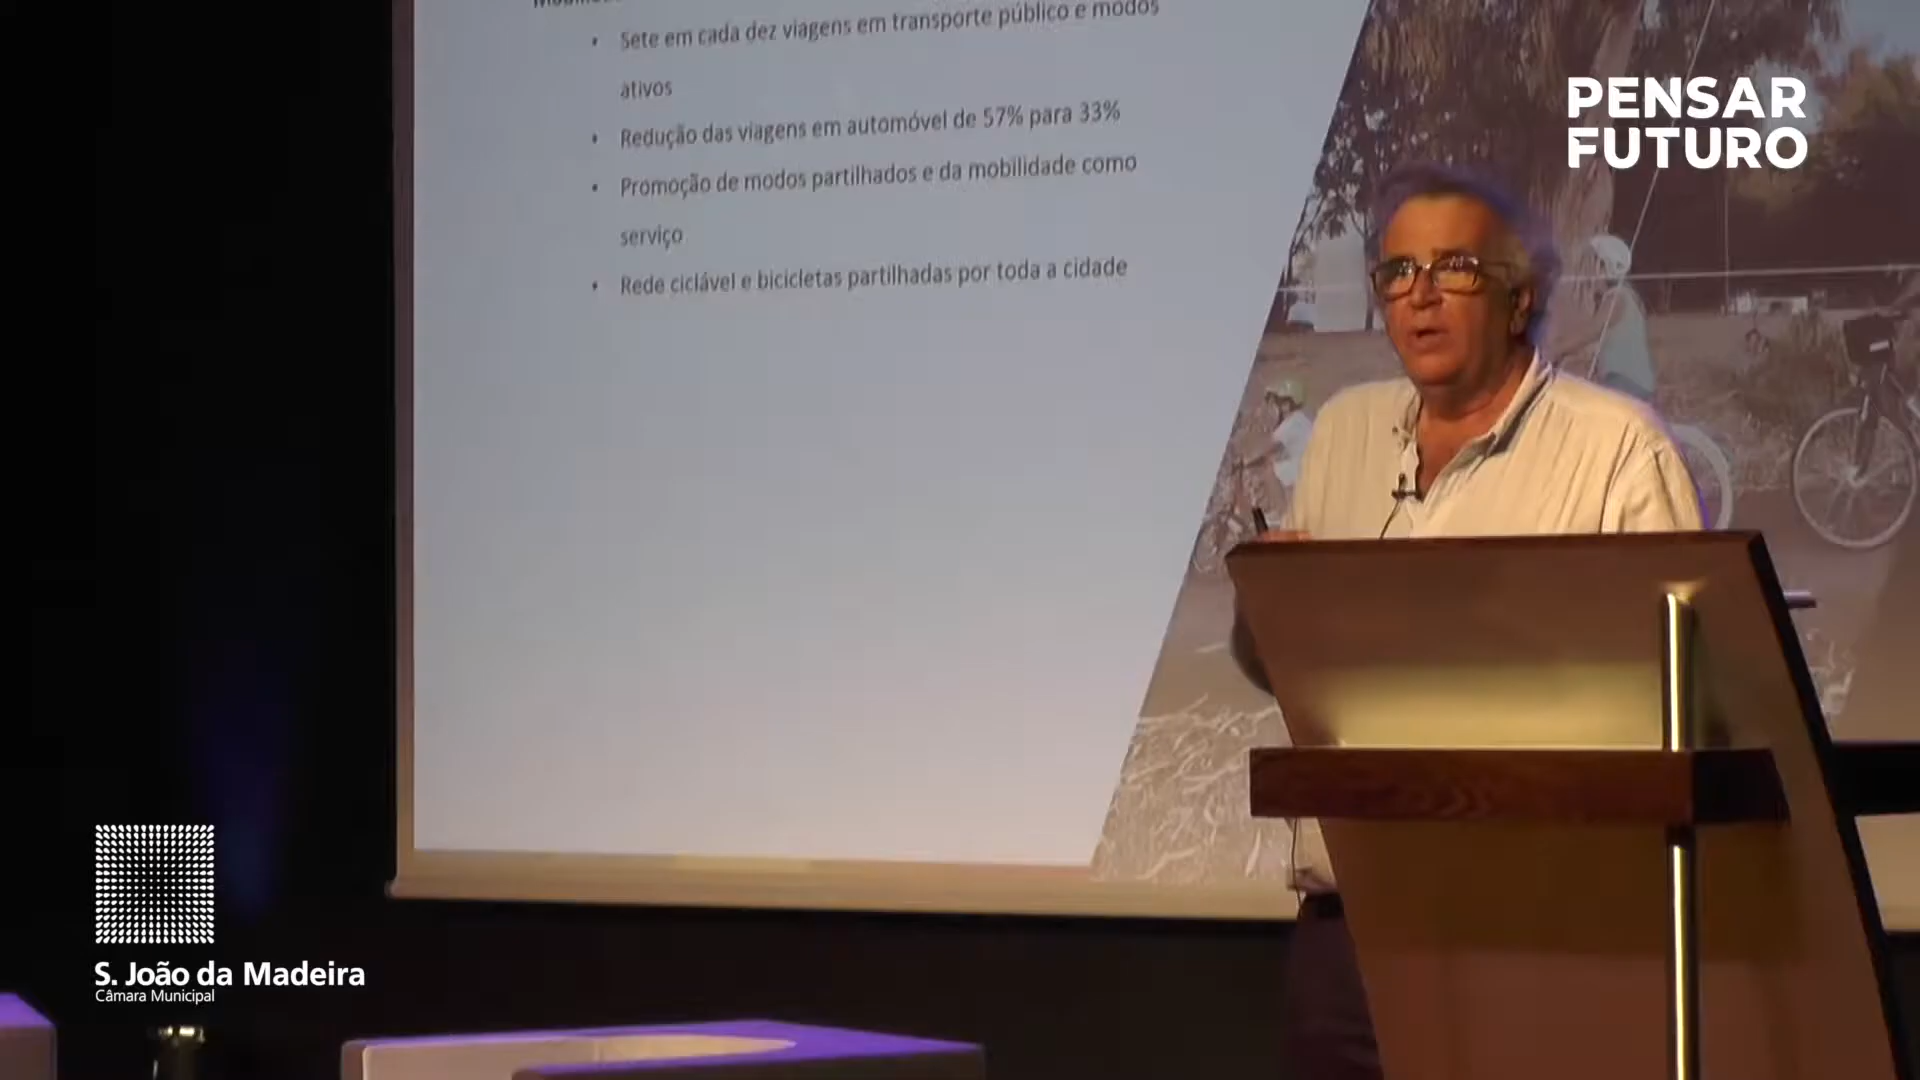 Sete em cada dez viagens em transporte público e modos
ativos
Redução das viagens em automóvel de 57% para 33%
Promoção de modos partilhados e da mobilidade como
serviço
Rede ciclável e bicicletas partilhadas por toda a cidade
PENSAR
FUTURO
S. João da Madeira
Câmara Municipal